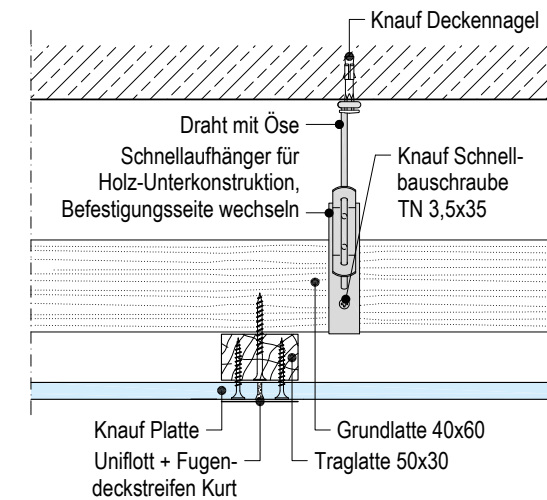 Knauf Deckennagel
Draht mit Öse
Schnellaufhänger für
Holz-Unterkonstruktion,
Befestigungsseite wechseln
Knauf Schnell-
bauschraube
TN 3,5x35
Knauf Platte
Uniflott + Fugen-
deckstreifen Kurt
Grundlatte 40x60
Traglatte 50x30